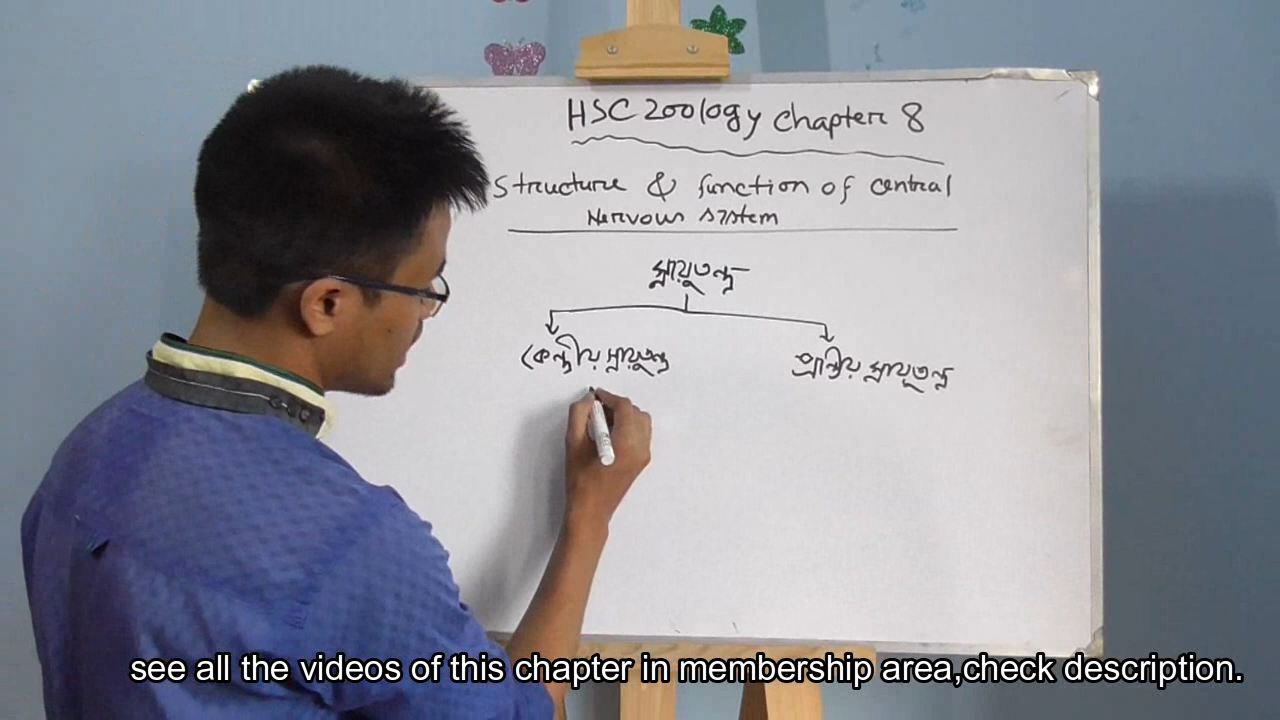 HSC Zoology Chapter 8
Structure & function of central
Nervous system
স্নায়ুতন্ত্র
কেন্দ্রীয় স্নায়ুতন্ত্র
প্রান্তীয় স্নায়ুতন্ত্র
see all the videos of this chapter in membership area,check description.